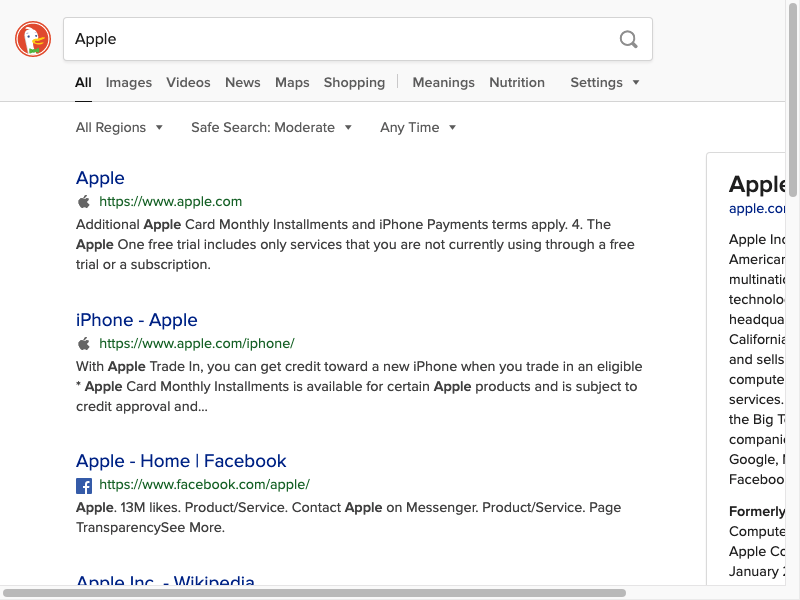 Apple
All Images Videos News Maps Shopping Meanings Nutrition Settings
All Regions Safe Search: Moderate Any Time
Apple
https://www.apple.com
Additional Apple Card Monthly Installments and iPhone Payments terms apply. 4. The
Apple One free trial includes only services that you are not currently using through a free
trial or a subscription.
iPhone - Apple
https://www.apple.com/iphone/
With Apple Trade In, you can get credit toward a new iPhone when you trade in an eligible
* Apple Card Monthly Installments is available for certain Apple products and is subject to
credit approval and...
Apple - Home | Facebook
https://www.facebook.com/apple/
Apple. 13M likes. Product/Service. Contact Apple on Messenger. Product/Service. Page
TransparencySee More.
Apple Inc. - Wikipedia
Apple
apple.co
Apple Inc
American
multinatio
technolo
headqua
California
and sells
compute
services.
the Big T
companie
Google,
Faceboo
Formerly
Compute
Apple Co
January